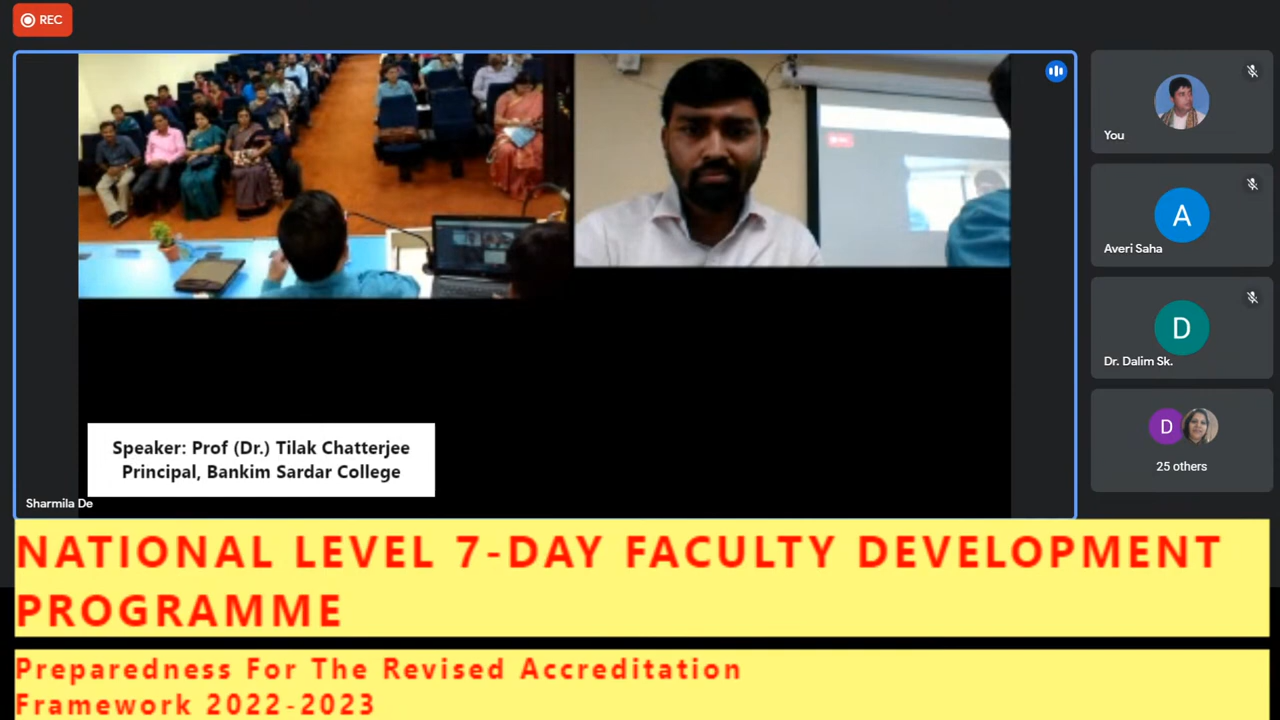 REC
You
Averi Saha
Dr. Dalim Sk.
25 others
A
D
D
Speaker: Prof (Dr.) Tilak Chatterjee
Principal, Bankim Sardar College
Sharmila De
NATIONAL LEVEL 7-DAY FACULTY DEVELOPMENT
PROGRAMME
Preparedness For The Revised Accreditation
Framework 2022-2023